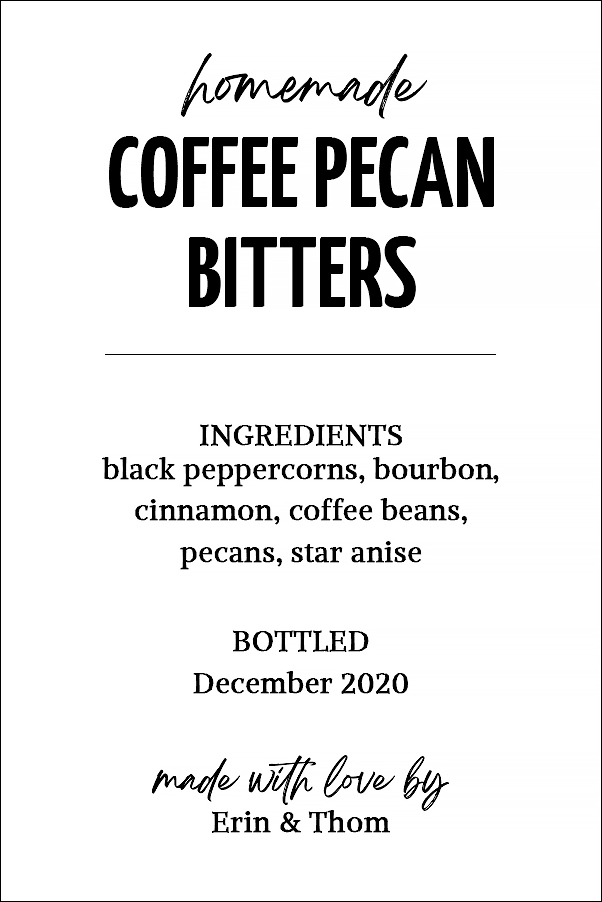 homemade
COFFEE PECAN
BITTERS
INGREDIENTS
black peppercorns, bourbon,
cinnamon, coffee beans,
pecans, star anise
BOTTLED
December 2020
made with love by
Erin & Thom